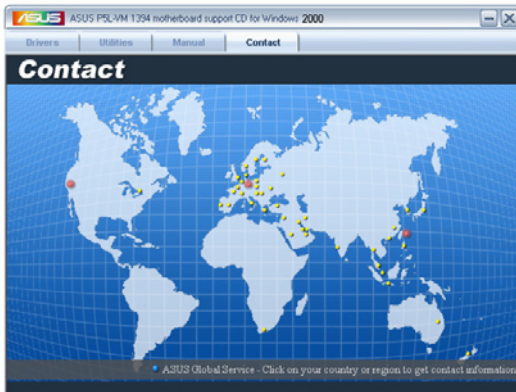 ASUS ASUS P5L-VM 1394 motherboard support CD for Windows 2000
Drivers Utilities Manual Contact
Contact
ASUS Global Service - Click on your country or region to get contact information